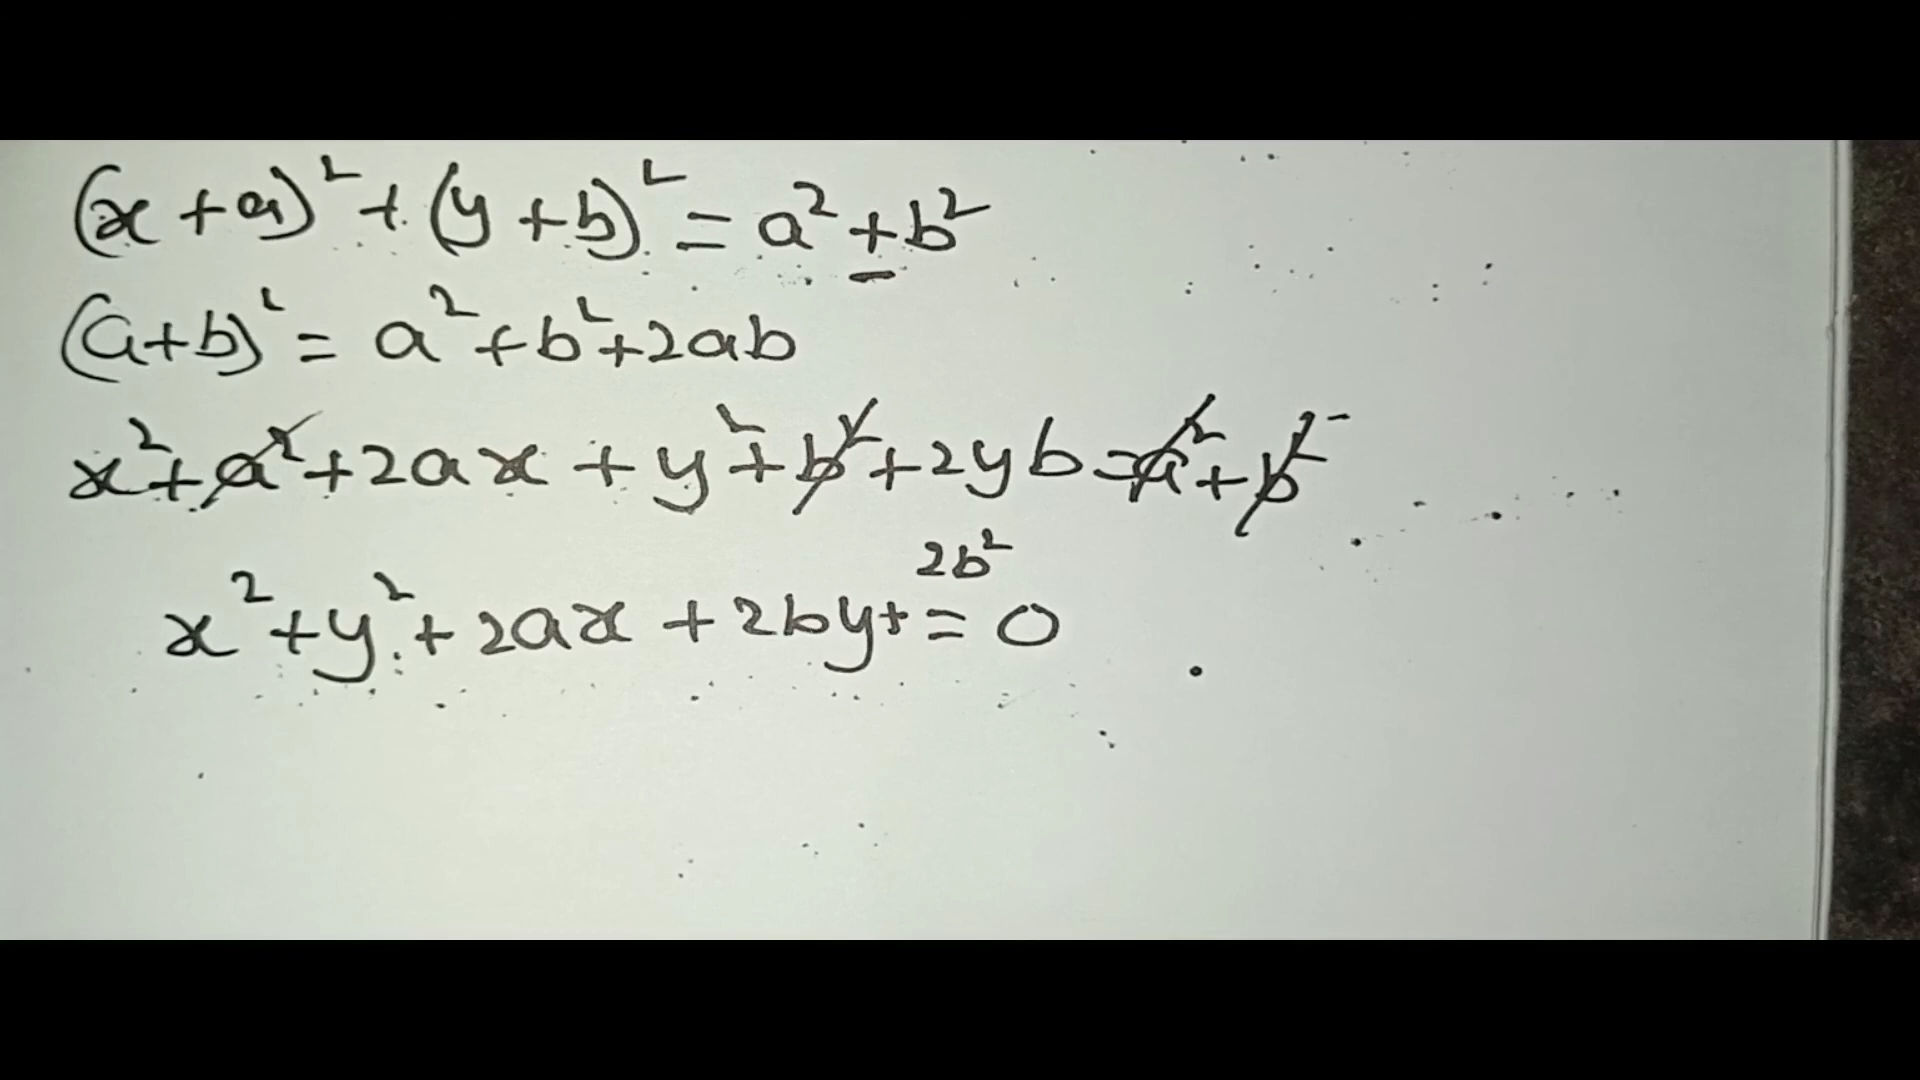 (x+a)² + (y+b)² = a²+b²
(a+b)² = a²+b²+2ab
x²+a²+2ax+y²+b²+2yb=a²+b²
2b²
x²+y²+2ax+2by+=0